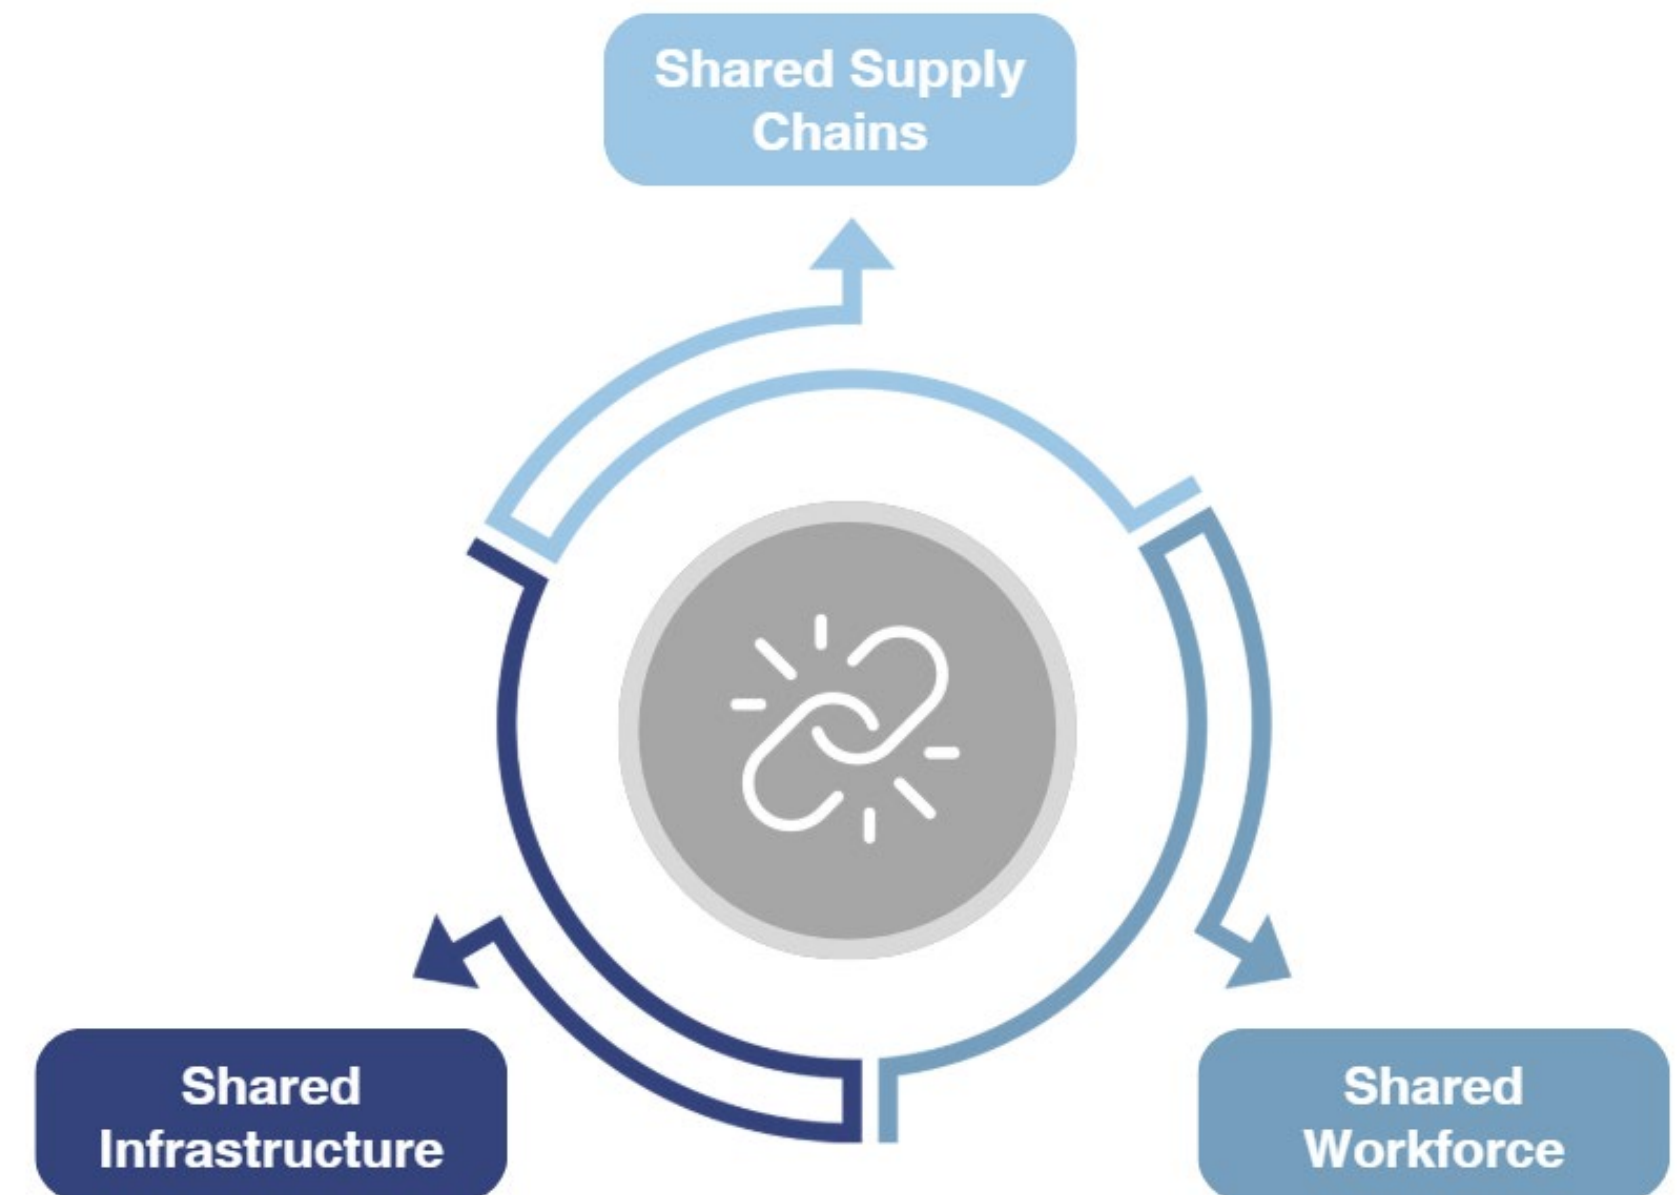 Shared Supply
Chains
Shared
Infrastructure
Shared
Workforce